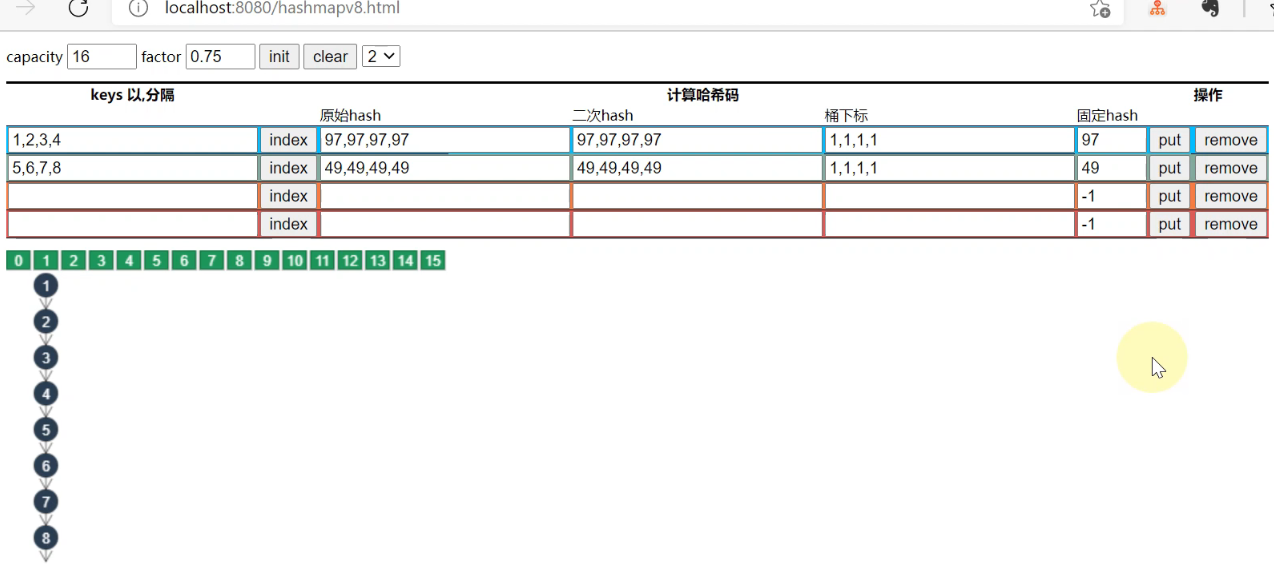 localhost:8080/hashmapv8.html
capacity 16 factor 0.75 init clear 2
keys 以,分隔 计算哈希码 操作
原始hash 二次hash 桶下标 固定hash
1,2,3,4 index 97,97,97,97 97,97,97,97 1,1,1,1 97 put remove
5,6,7,8 index 49,49,49,49 49,49,49,49 1,1,1,1 49 put remove
index -1 put remove
index -1 put remove
0 1 2 3 4 5 6 7 8 9 10 11 12 13 14 15
1
2
3
4
5
6
7
8